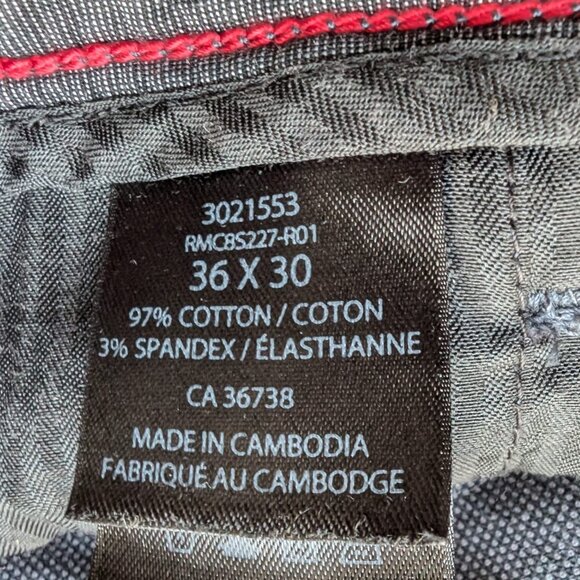 3021553
RMC8S227-R01
36 X 30
97% COTTON / COTON
3% SPANDEX / ÉLASTHANNE
CA 36738
MADE IN CAMBODIA
FABRIQUÉ AU CAMBODGE